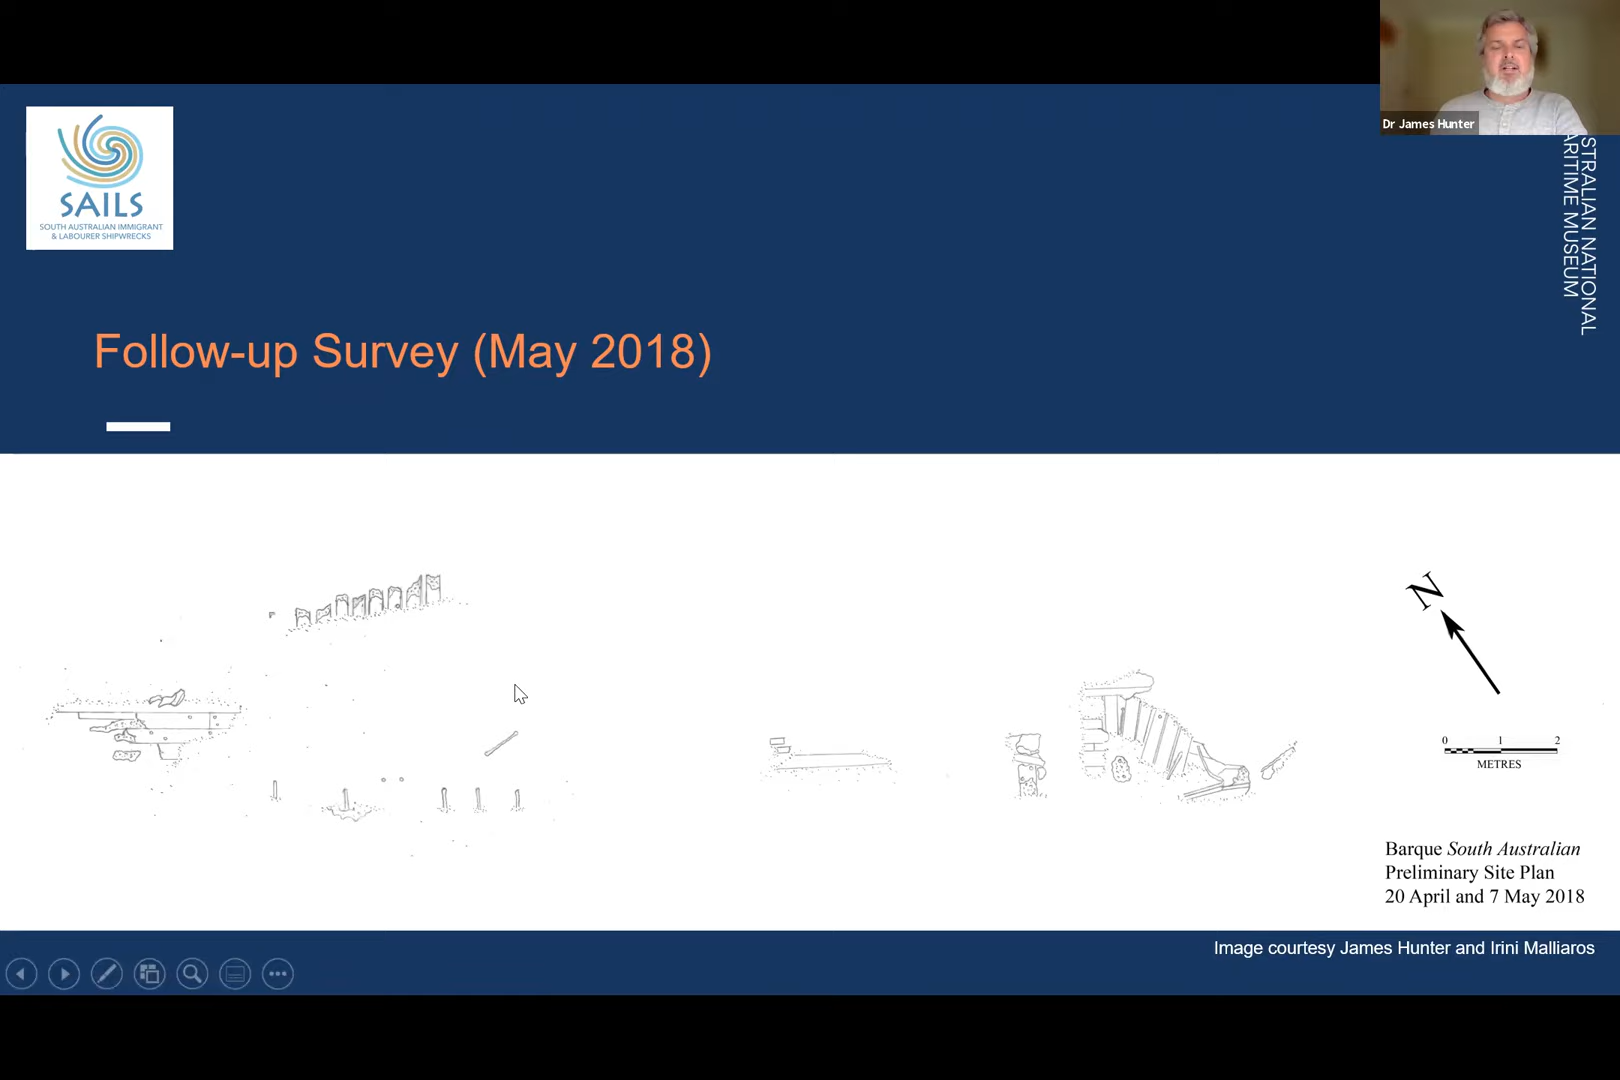 Dr James Hunter
SAILS
SOUTH AUSTRALIAN IMMIGRANT
& LABOURER SHIPWRECKS
STRALIAN NATIONAL
ARITIME MUSEUM
Follow-up Survey (May 2018)
N
0 1 2
METRES
Barque South Australian
Preliminary Site Plan
20 April and 7 May 2018
Image courtesy James Hunter and Irini Malliaros